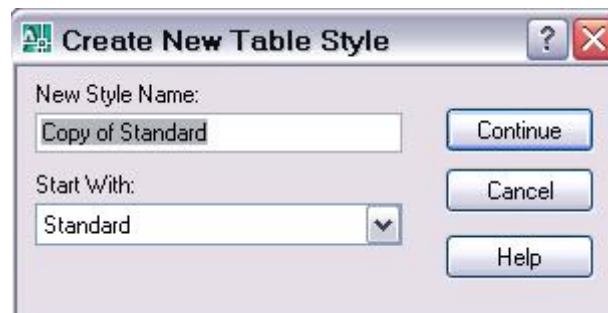 Create New Table Style
New Style Name:
Copy of Standard
Continue
Start With:
Cancel
Standard
Help